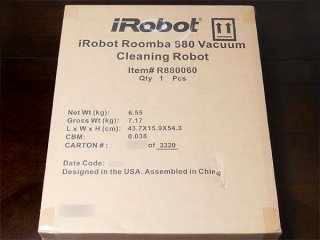 iRobot
iRobot Roomba 880 Vacuum
Cleaning Robot
Item# R880060
Qty 1 Pcs
Net Wt (kg): 6.55
Gross Wt (kg): 7.17
L x W x H (cm): 43.7X15.9X54.3
CBM: 0.038
CARTON #: of 3320
Date Code:
Designed in the USA. Assembled in China